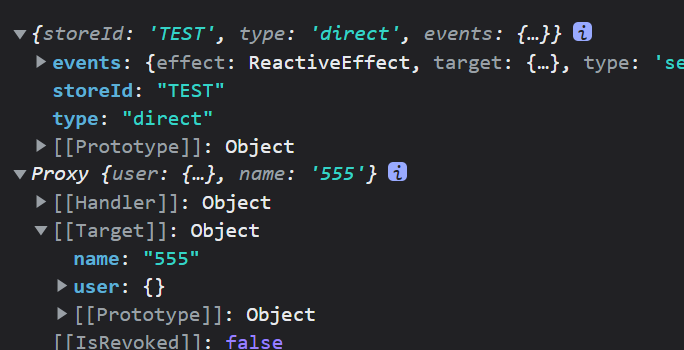 ▼{storeId: 'TEST', type: 'direct', events: {…}} i
▶events: {effect: ReactiveEffect, target: {…}, type: 'se
storeId: "TEST"
type: "direct"
▶[[Prototype]]: Object
▼Proxy {user: {…}, name: '555'} i
▶[[Handler]]: Object
▼[[Target]]: Object
name: "555"
▶user: {}
▶[[Prototype]]: Object
[[IsRevoked]]: false